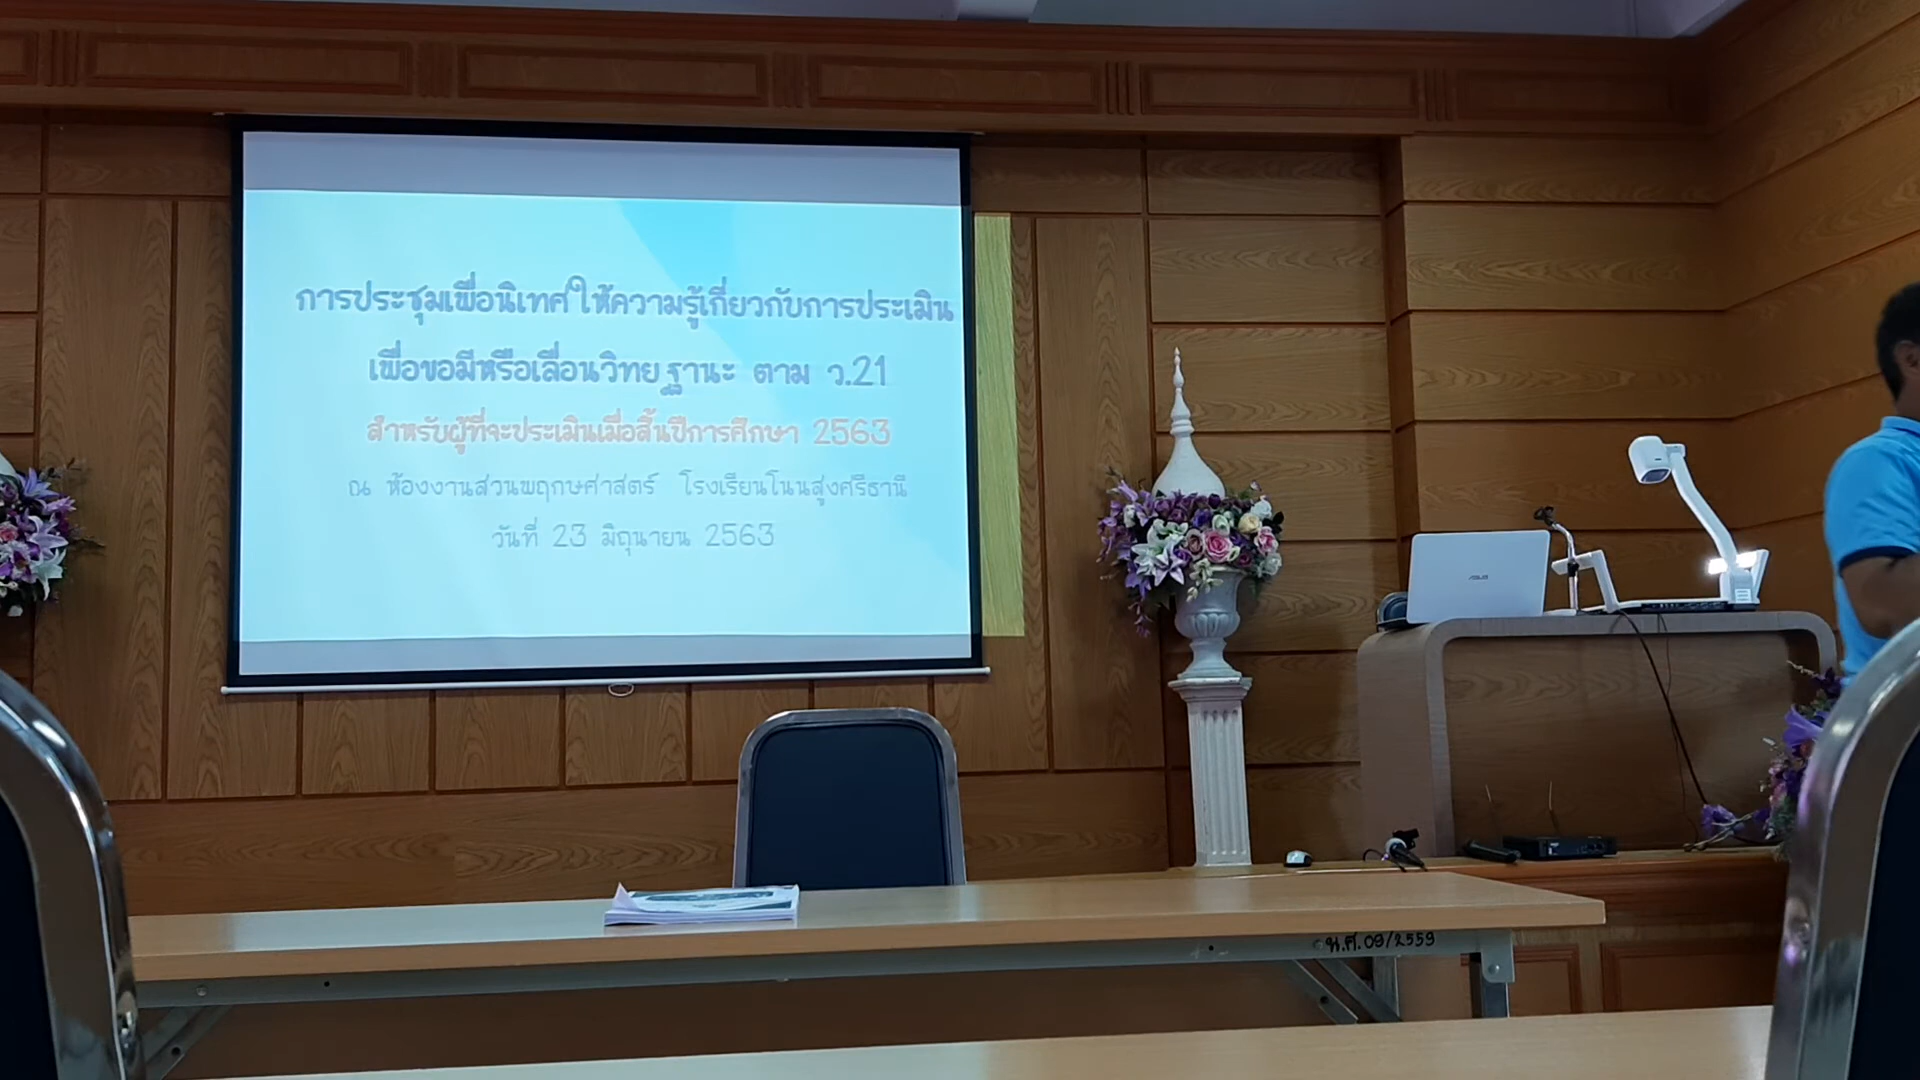 การประชุมเพื่อนิเทศให้ความรู้เกี่ยวกับการประเมิน
เพื่อขอมีหรือเลื่อนวิทยฐานะ ตาม ว.21
สำหรับผู้ที่จะประเมินเมื่อสิ้นปีการศึกษา 2563
ณ ห้องงานสวนพฤกษศาสตร์ โรงเรียนโนนสูงศรีธานี
วันที่ 23 มิถุนายน 2563
ASUS
น.ศ. 09/2559